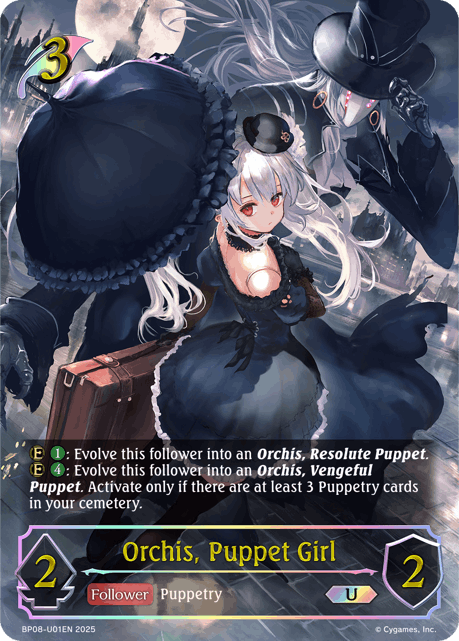 3
E 1: Evolve this follower into an Orchis, Resolute Puppet.
E 4: Evolve this follower into an Orchis, Vengeful
Puppet. Activate only if there are at least 3 Puppetry cards
in your cemetery.
Orchis, Puppet Girl
2
Follower Puppetry
U
2
BP08-U01EN 2025
© Cygames, Inc.